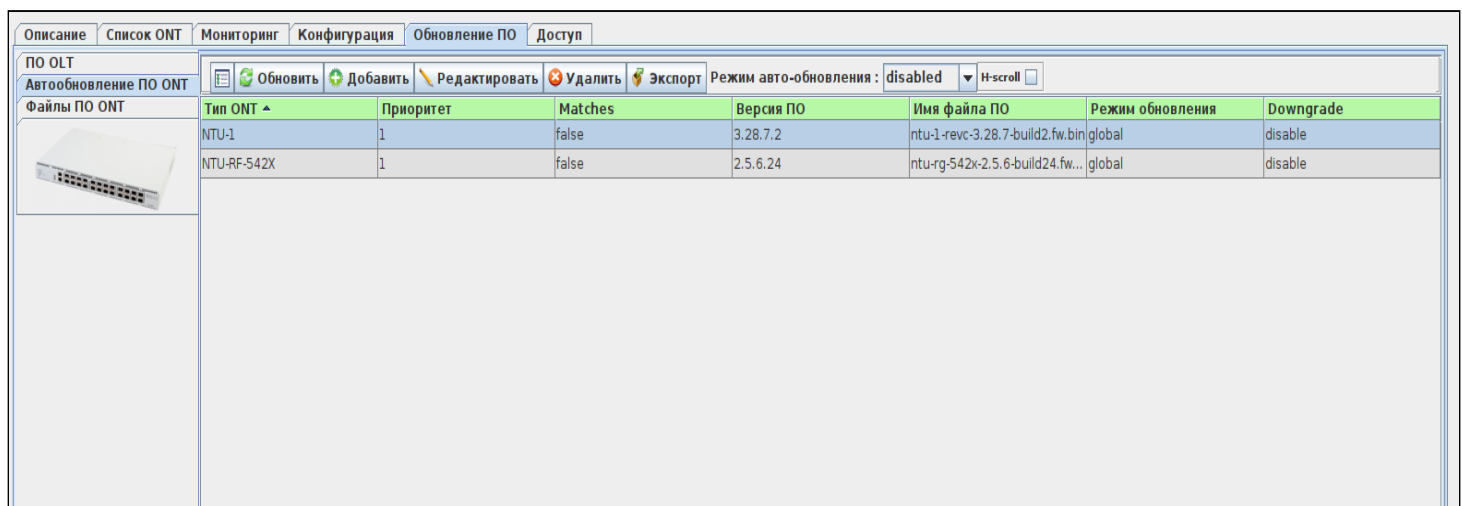 Описание Список ONT Мониторинг Конфигурация Обновление ПО Доступ
ПО OLT
Автообновление ПО ONT
Файлы ПО ONT
Обновить Добавить Редактировать Удалить Экспорт Режим авто-обновления : disabled H-scroll
Тип ONT Приоритет Matches Версия ПО Имя файла ПО Режим обновления Downgrade
NTU-1 1 false 3.28.7.2 ntu-1-revc-3.28.7-build2.fw.bin global disable
NTU-RF-542X 1 false 2.5.6.24 ntu-rg-542x-2.5.6-build24.fw... global disable